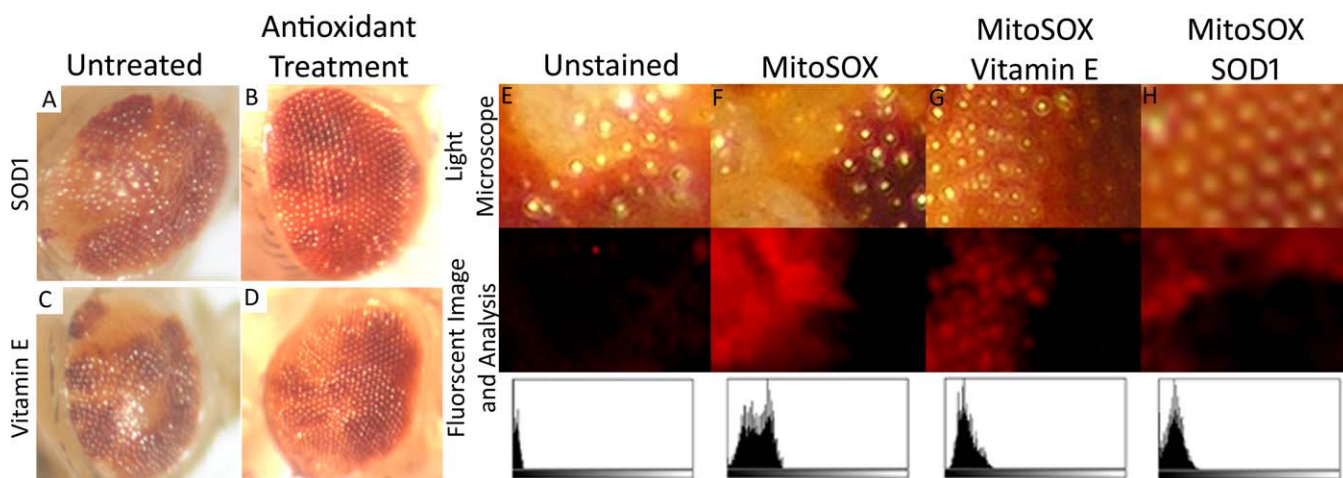 Untreated
Antioxidant
Treatment
Unstained
MitoSOX
MitoSOX
Vitamin E
MitoSOX
SOD1
A
B
E
F
G
H
SOD1
Light
Microscope
C
D
Vitamin E
Fluorscent Image
and Analysis